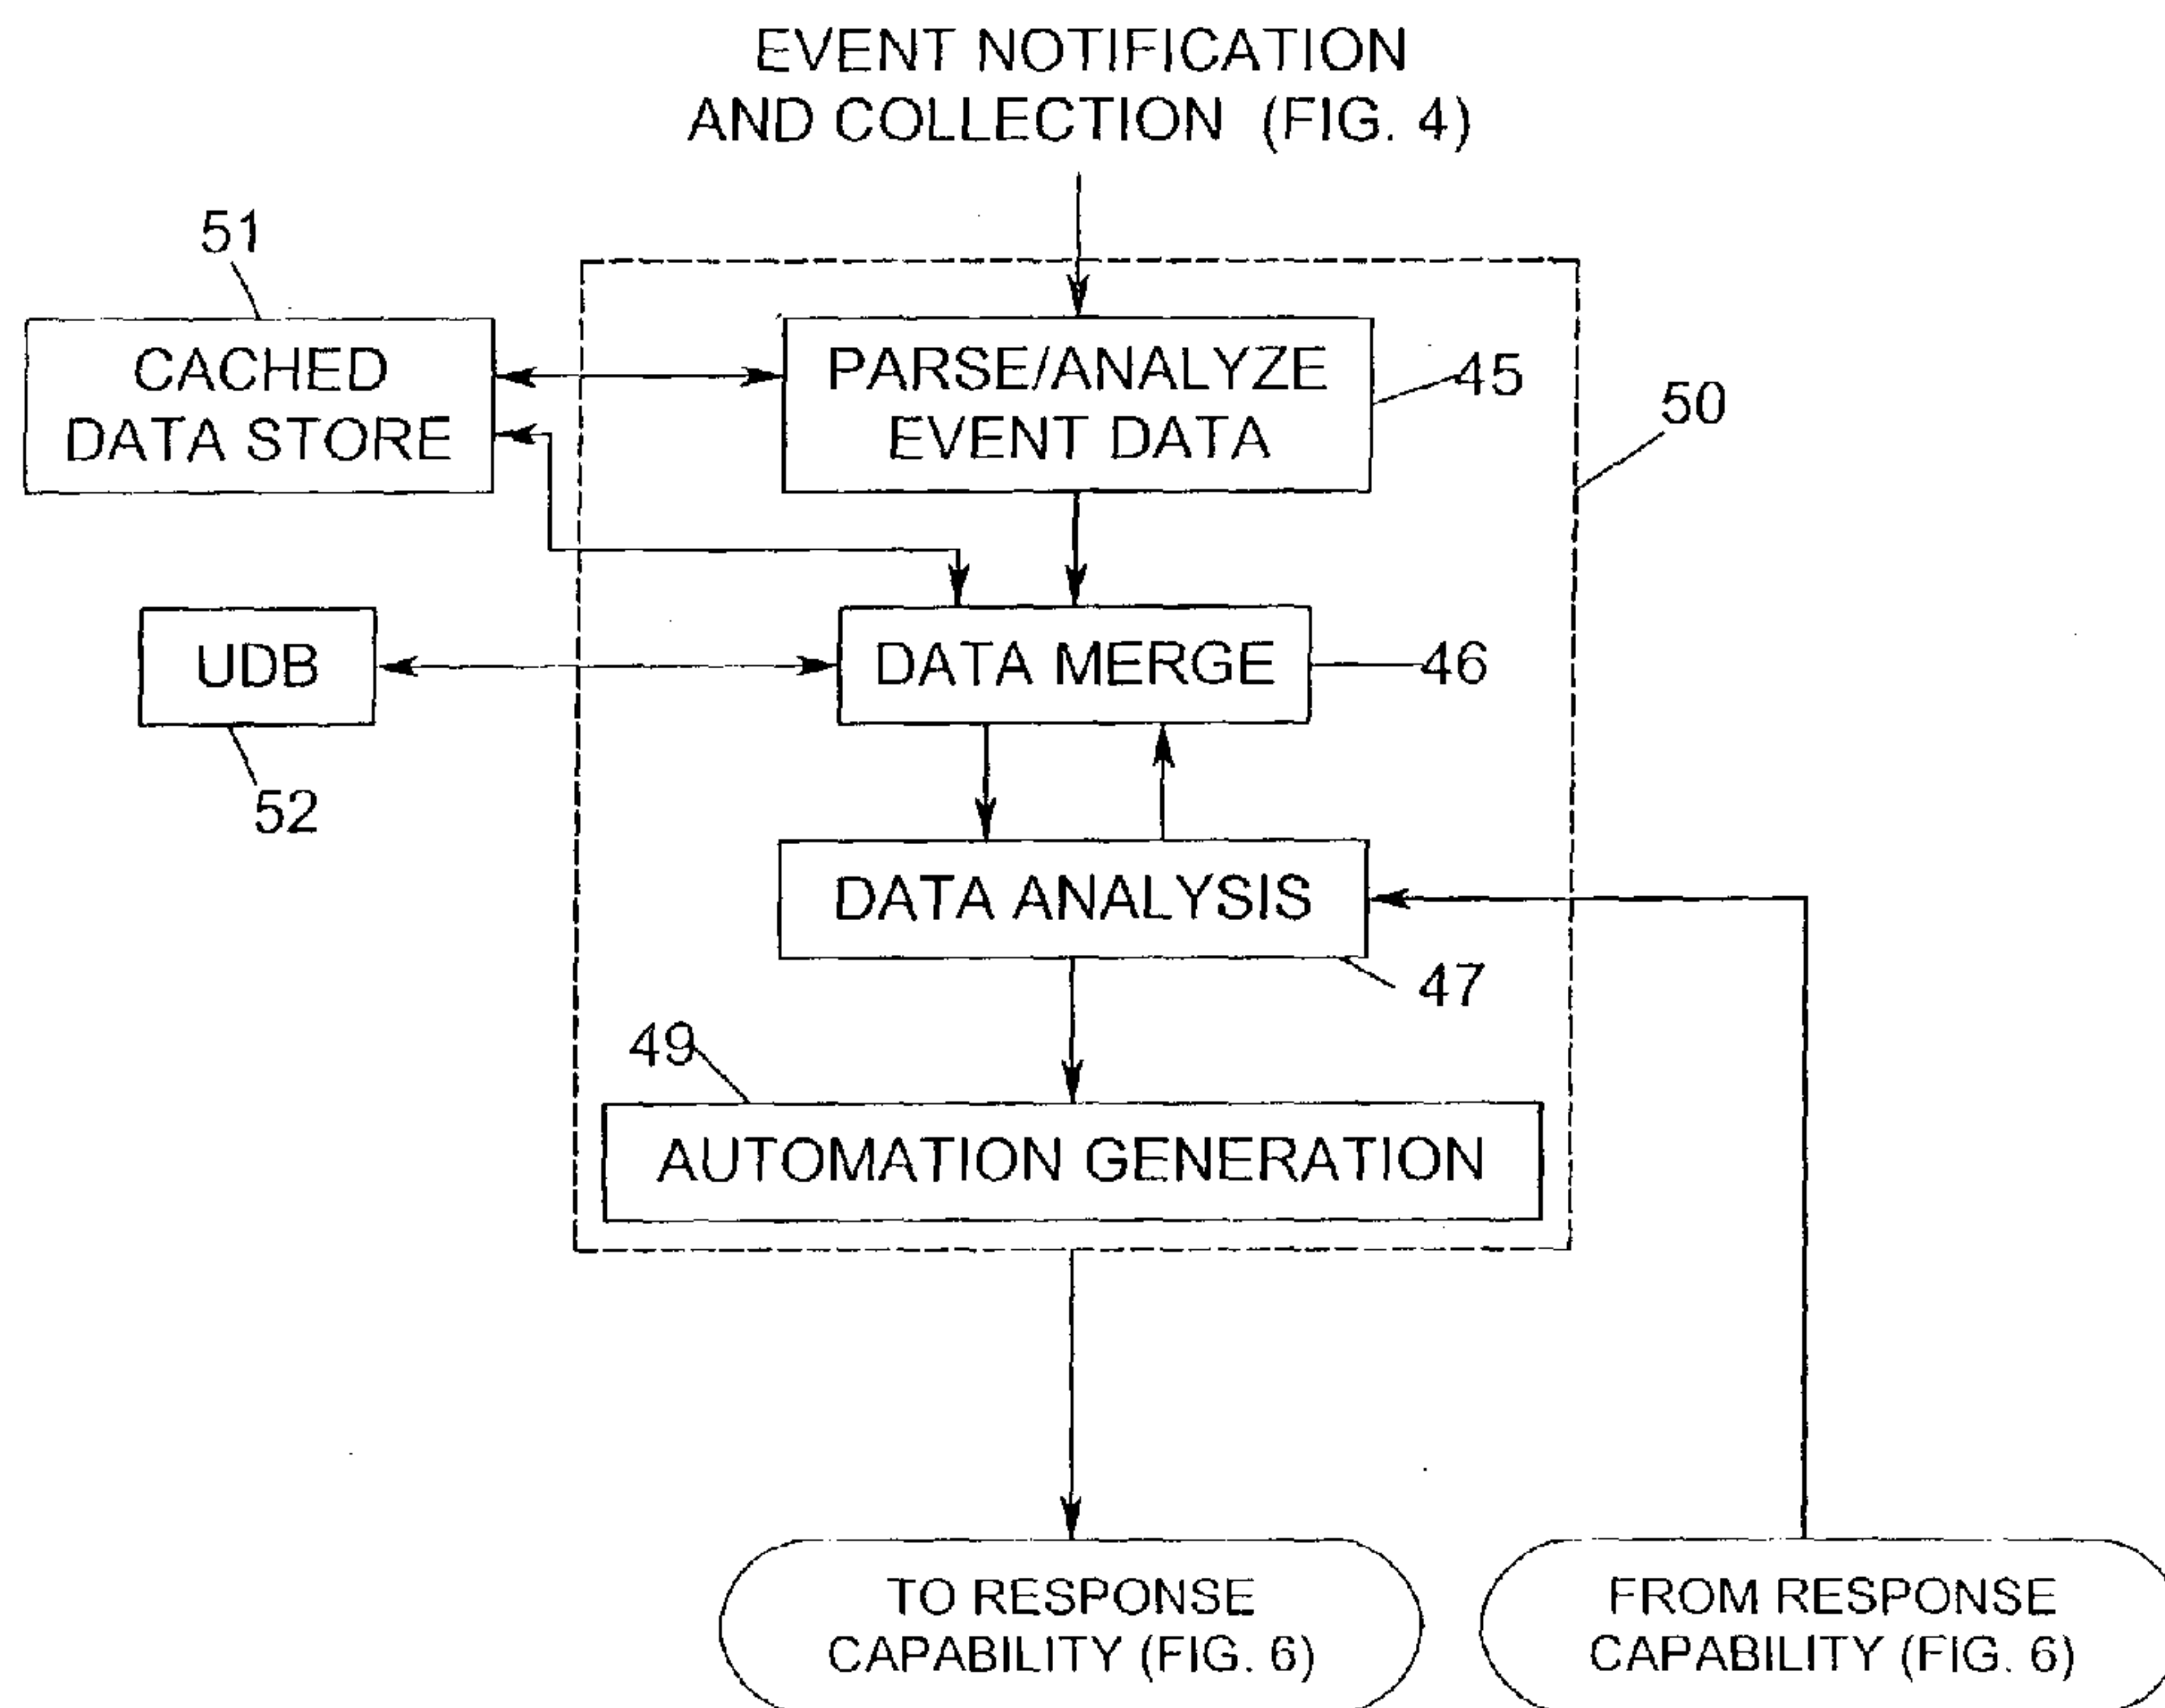 EVENT NOTIFICATION
AND COLLECTION (FIG. 4)
51
CACHED
DATA STORE
PARSE/ANALYZE
EVENT DATA
45
50
UDB
52
DATA MERGE
46
DATA ANALYSIS
47
49
AUTOMATION GENERATION
TO RESPONSE
CAPABILITY (FIG. 6)
FROM RESPONSE
CAPABILITY (FIG. 6)